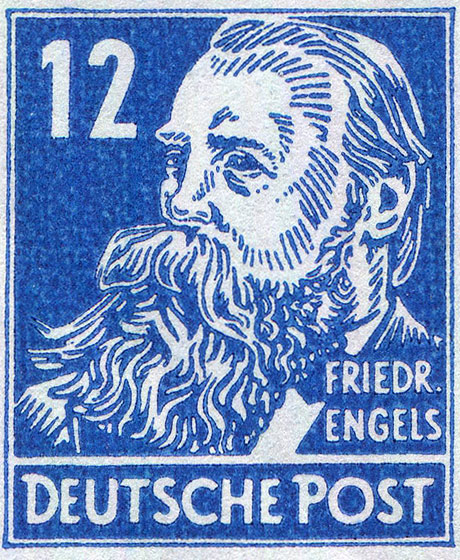 12
FRIEDR.
ENGELS
DEUTSCHE POST